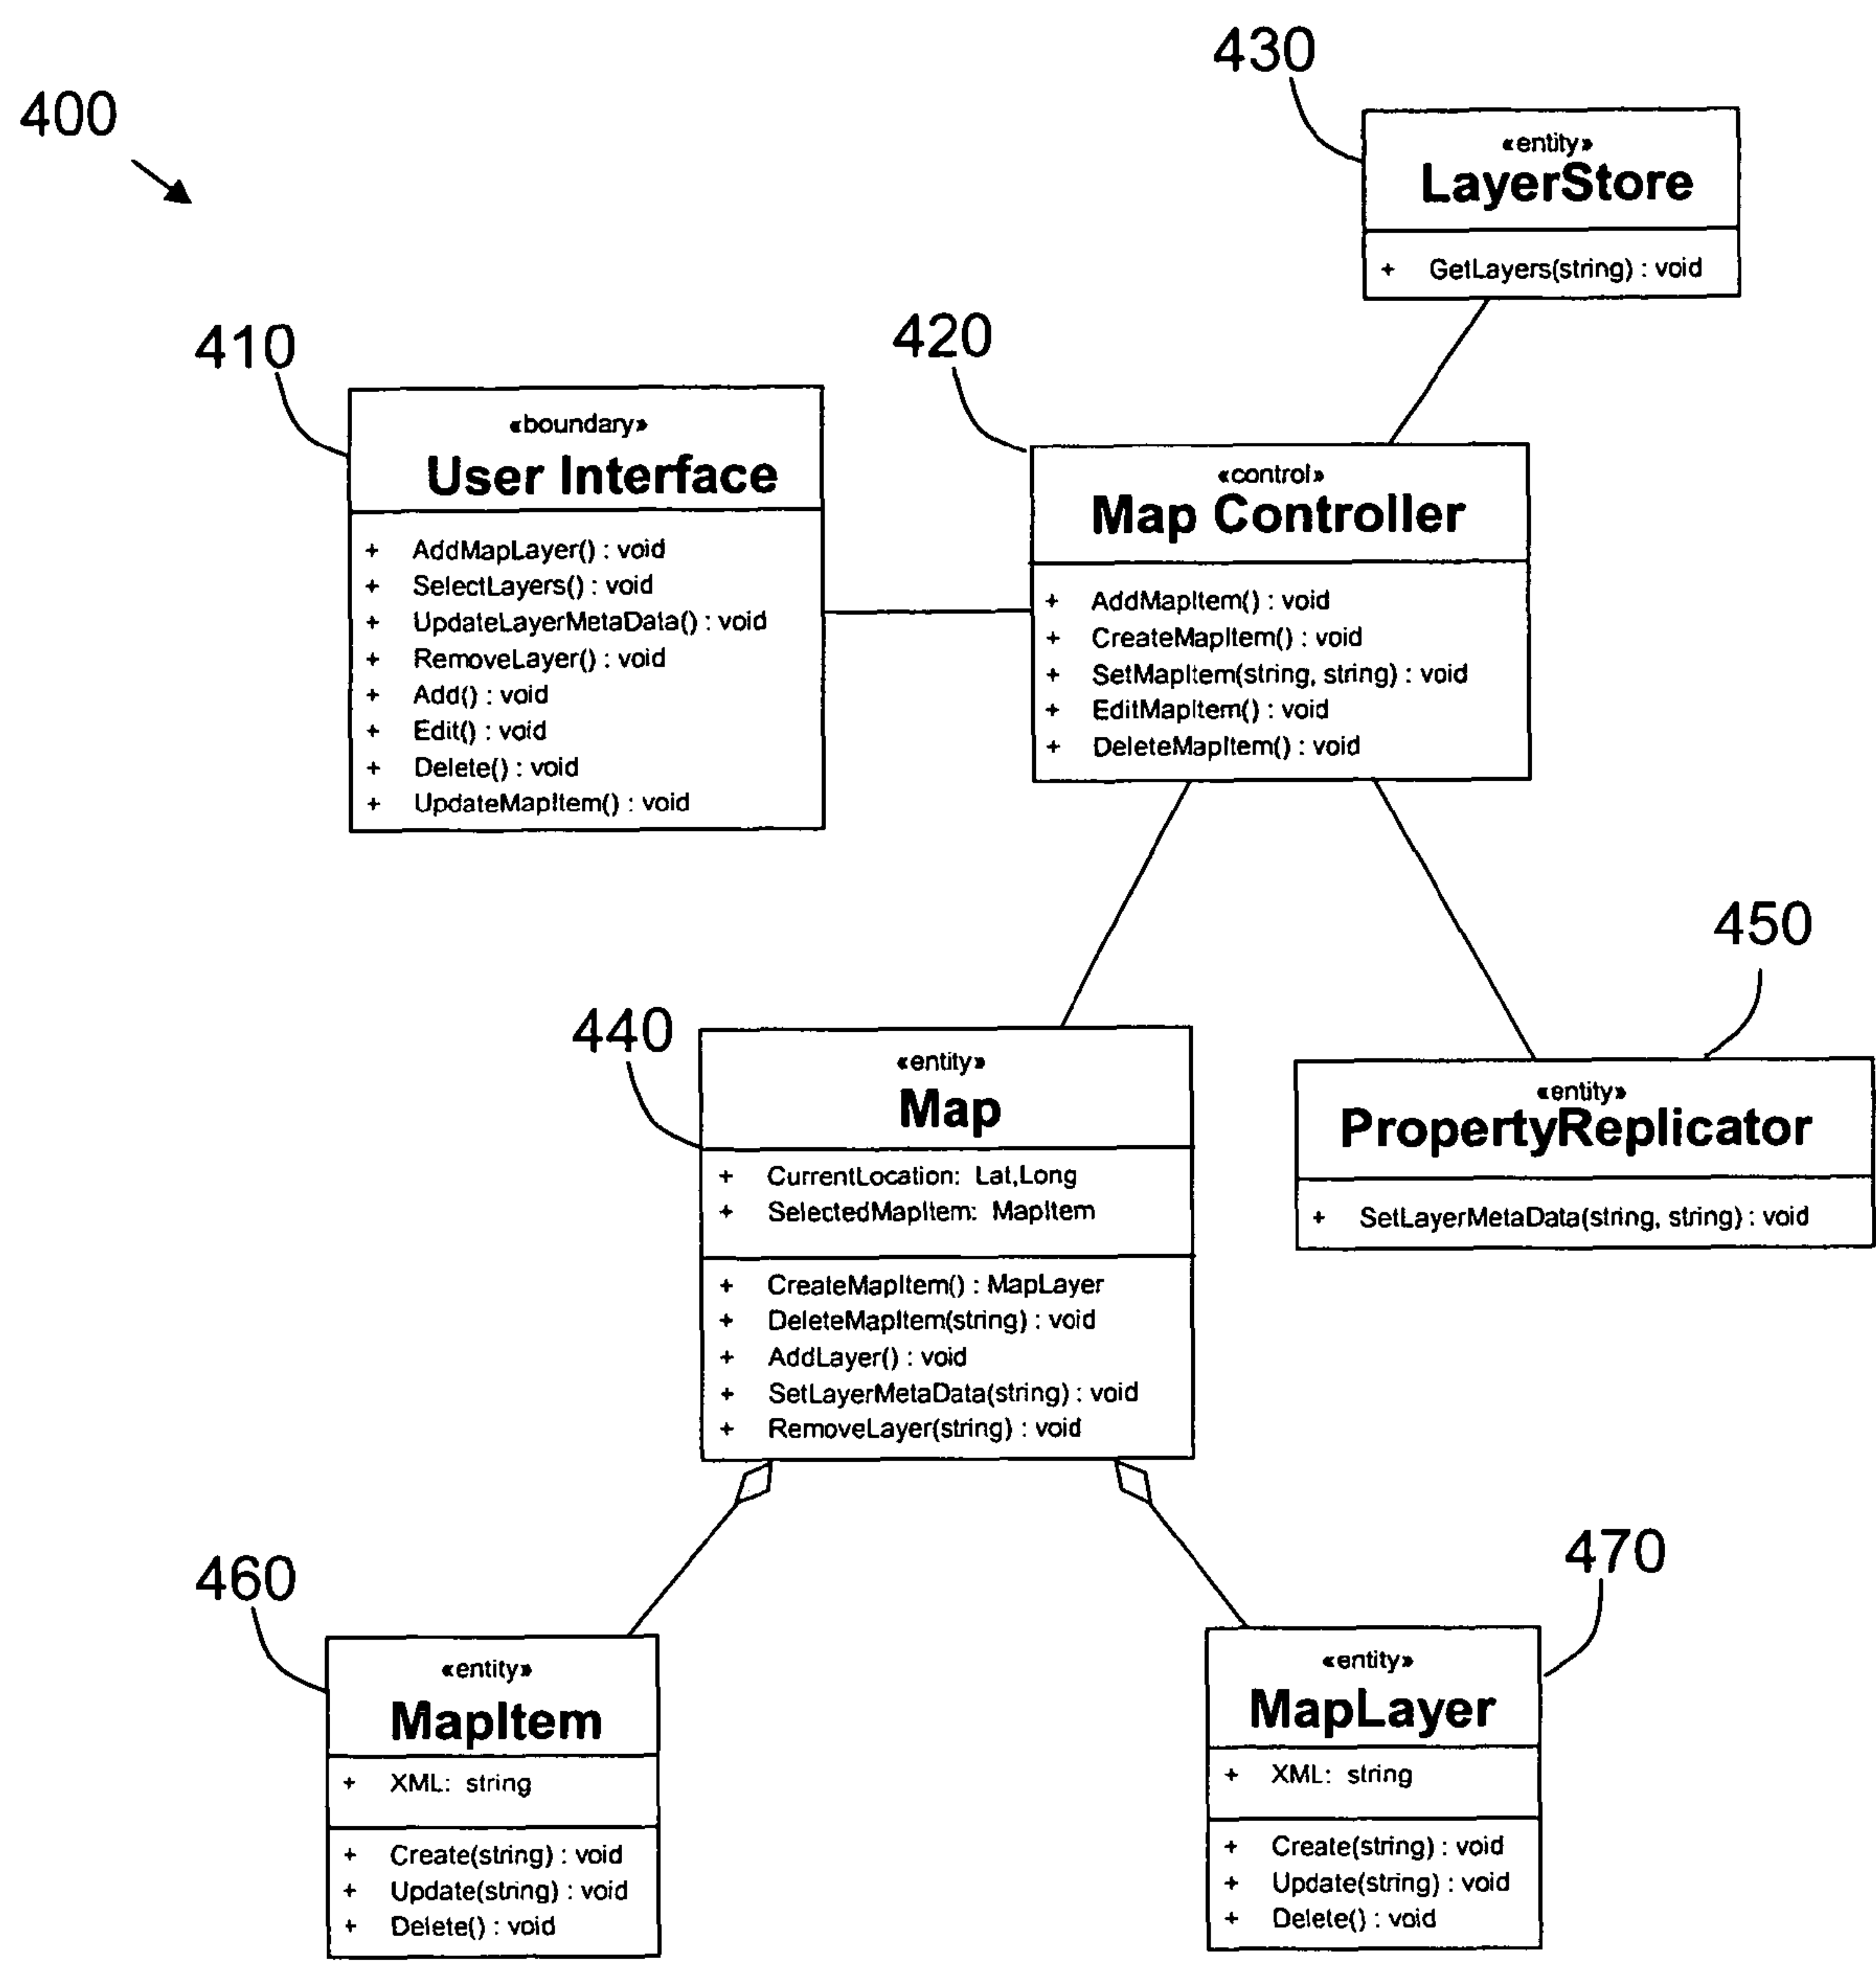 400
430
«entity»
LayerStore
+ GetLayers(string) : void
410
«boundary»
User Interface
+ AddMapLayer() : void
+ SelectLayers() : void
+ UpdateLayerMetaData() : void
+ RemoveLayer() : void
+ Add() : void
+ Edit() : void
+ Delete() : void
+ UpdateMapItem() : void
420
«control»
Map Controller
+ AddMapItem() : void
+ CreateMapItem() : void
+ SetMapItem(string, string) : void
+ EditMapItem() : void
+ DeleteMapItem() : void
440
«entity»
Map
+ CurrentLocation: Lat,Long
+ SelectedMapItem: MapItem
+ CreateMapItem() : MapLayer
+ DeleteMapItem(string) : void
+ AddLayer() : void
+ SetLayerMetaData(string) : void
+ RemoveLayer(string) : void
450
«entity»
PropertyReplicator
+ SetLayerMetaData(string, string) : void
460
«entity»
MapItem
+ XML: string
+ Create(string) : void
+ Update(string) : void
+ Delete() : void
470
«entity»
MapLayer
+ XML: string
+ Create(string) : void
+ Update(string) : void
+ Delete() : void